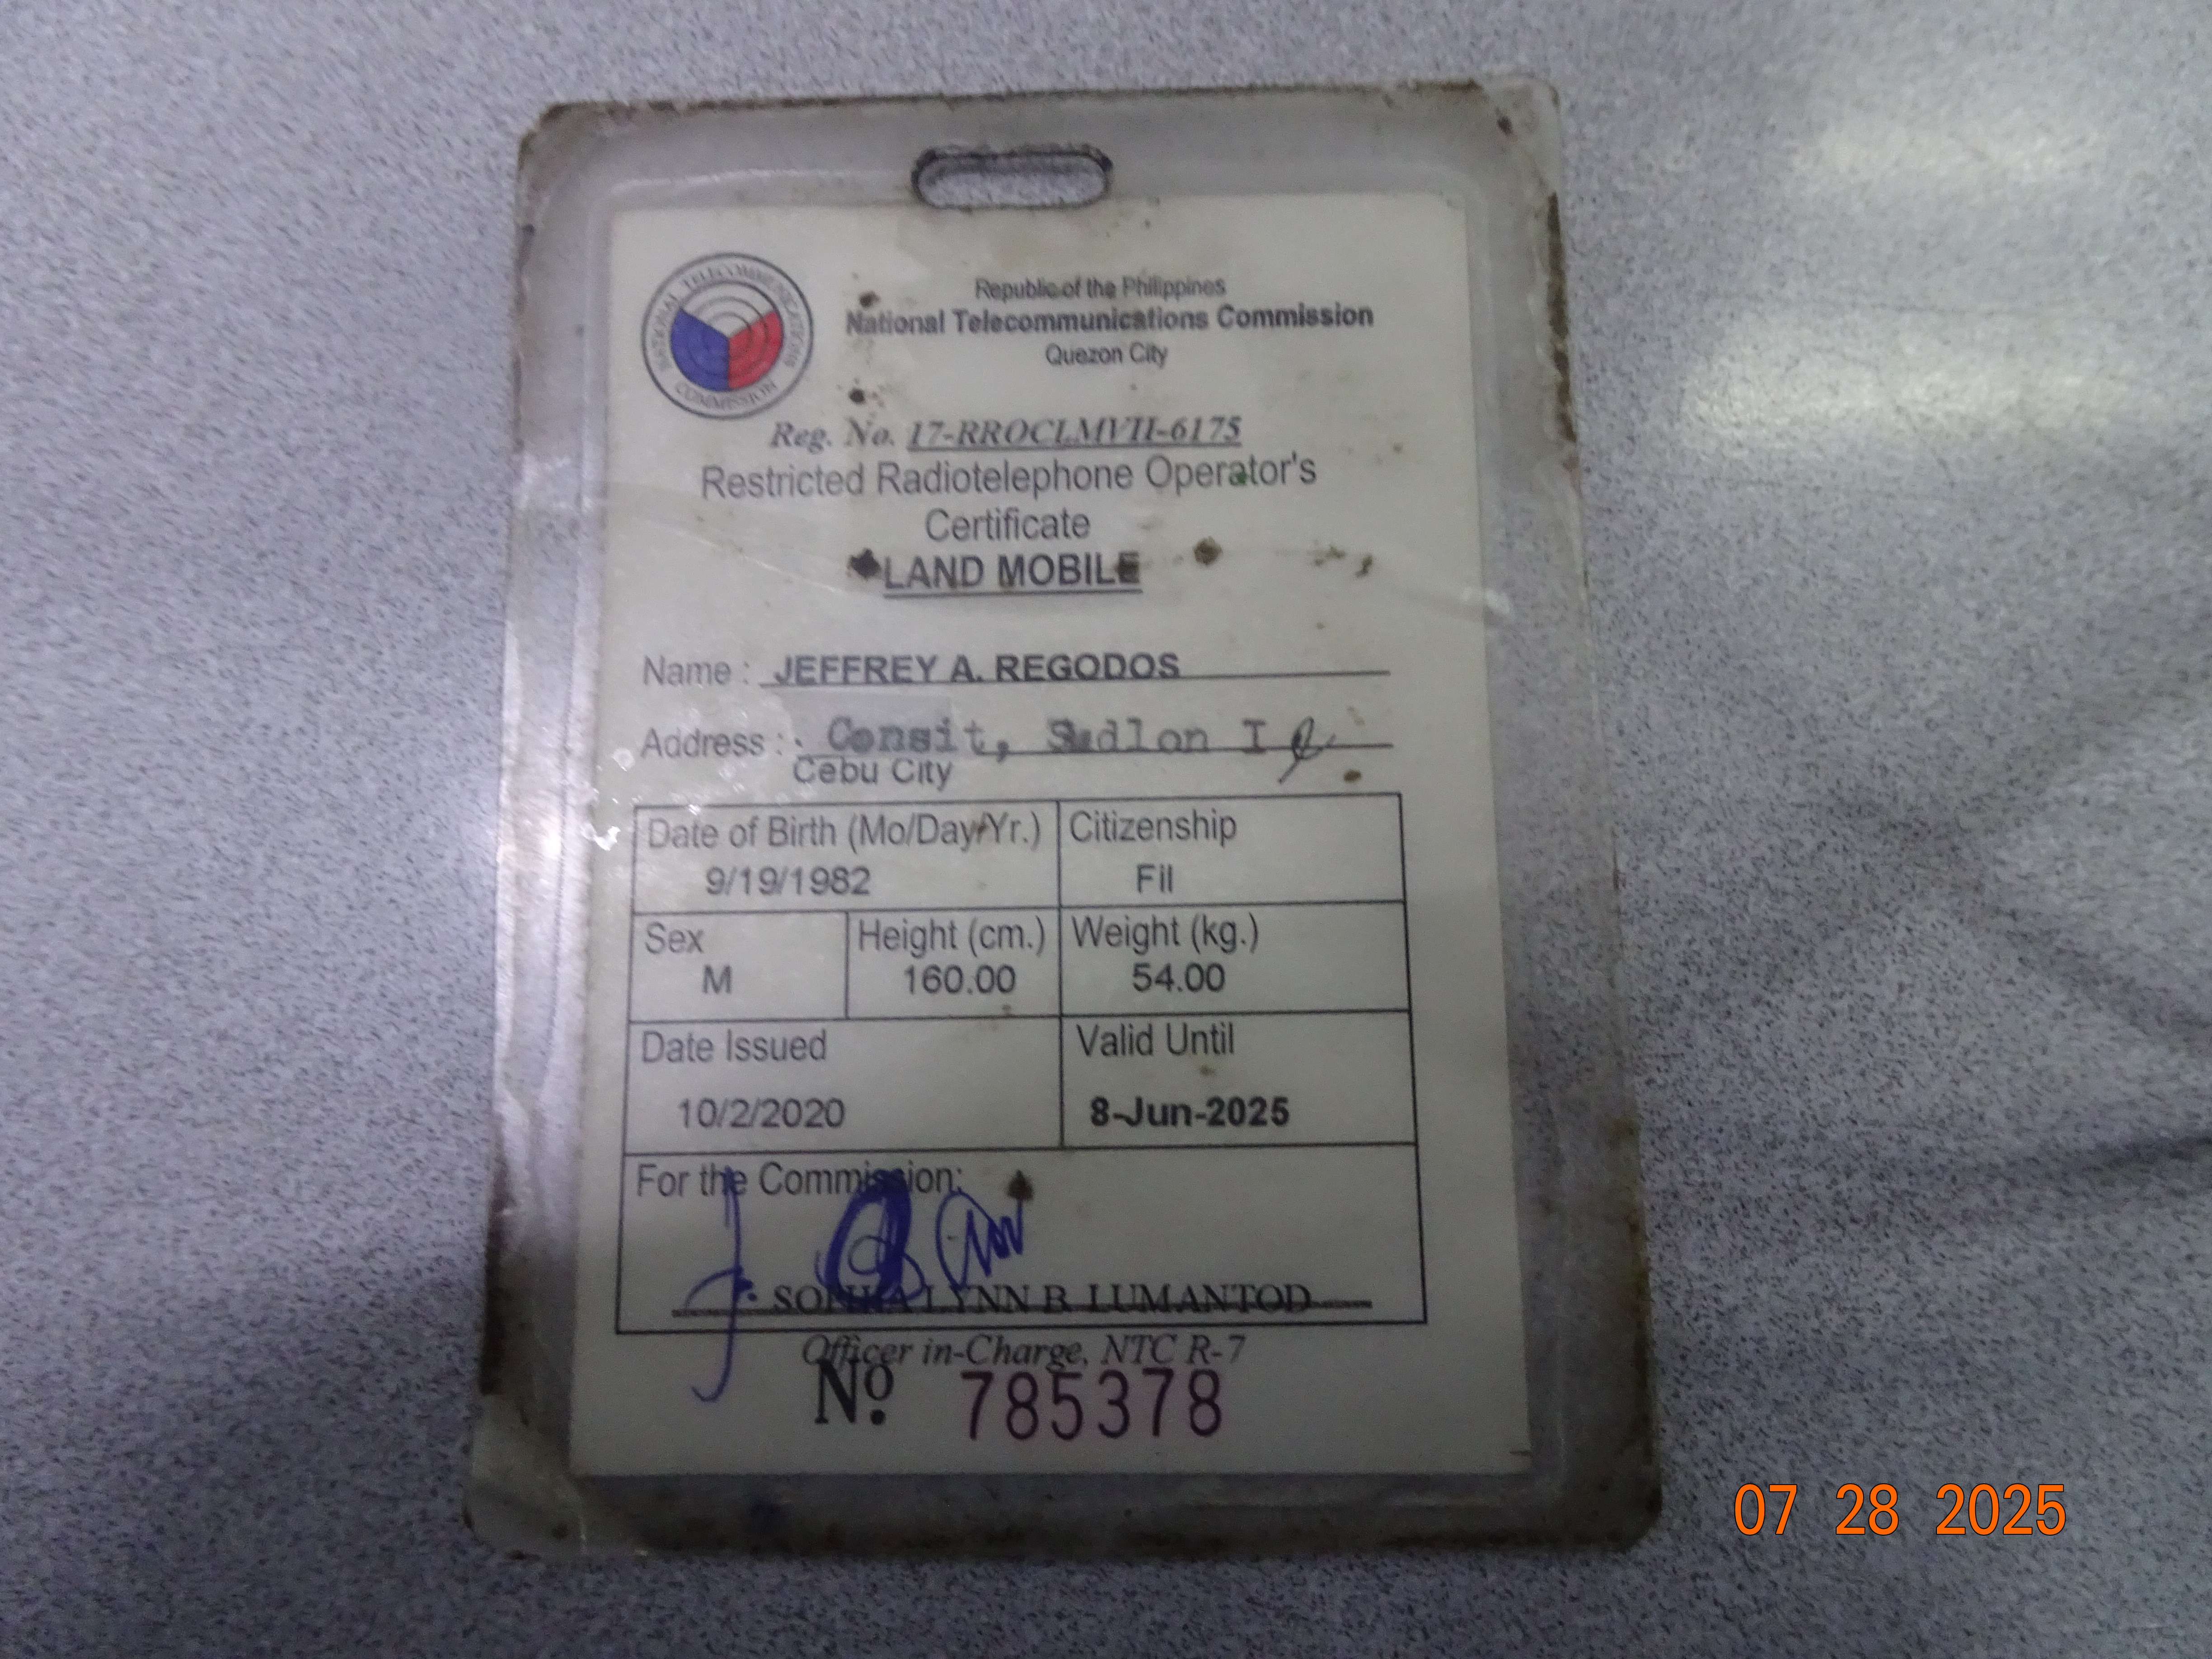 NATIONAL TELECOMMUNICATIONS COMMISSION
Republic of the Philippines
National Telecommunications Commission
Quezon City
Reg. No. 17-RROCLMVII-6175
Restricted Radiotelephone Operator's
Certificate
LAND MOBILE
Name : JEFFREY A. REGODOS
Address : Consit, Sudlon I
Cebu City
Date of Birth (Mo/Day/Yr.) Citizenship
9/19/1982 Fil
Sex Height (cm.) Weight (kg.)
M 160.00 54.00
Date Issued Valid Until
10/2/2020 8-Jun-2025
For the Commission:
SOPHIA LYNN B. LUMANTOD
Officer in-Charge, NTC R-7
No. 785378
07 28 2025